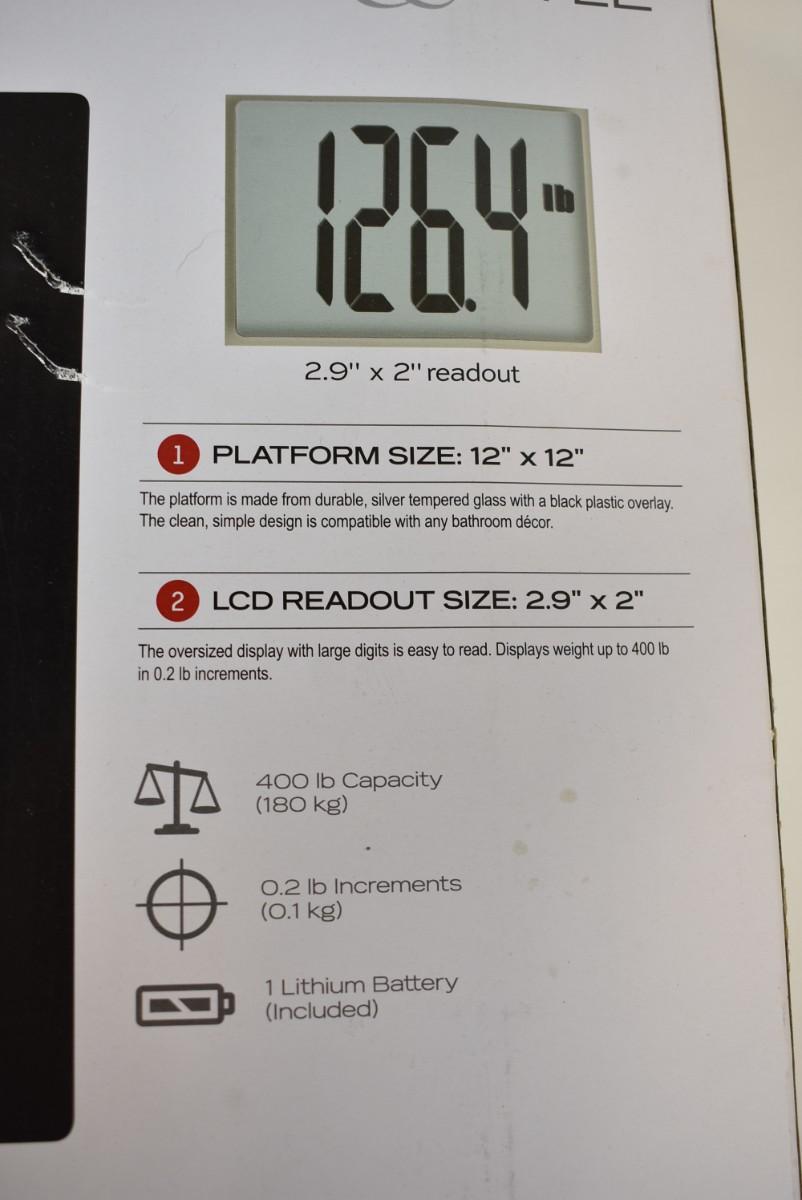 126.4 lb
2.9" x 2" readout
1 PLATFORM SIZE: 12" x 12"
The platform is made from durable, silver tempered glass with a black plastic overlay.
The clean, simple design is compatible with any bathroom décor.
2 LCD READOUT SIZE: 2.9" x 2"
The oversized display with large digits is easy to read. Displays weight up to 400 lb
in 0.2 lb increments.
400 lb Capacity
(180 kg)
0.2 lb Increments
(0.1 kg)
1 Lithium Battery
(Included)